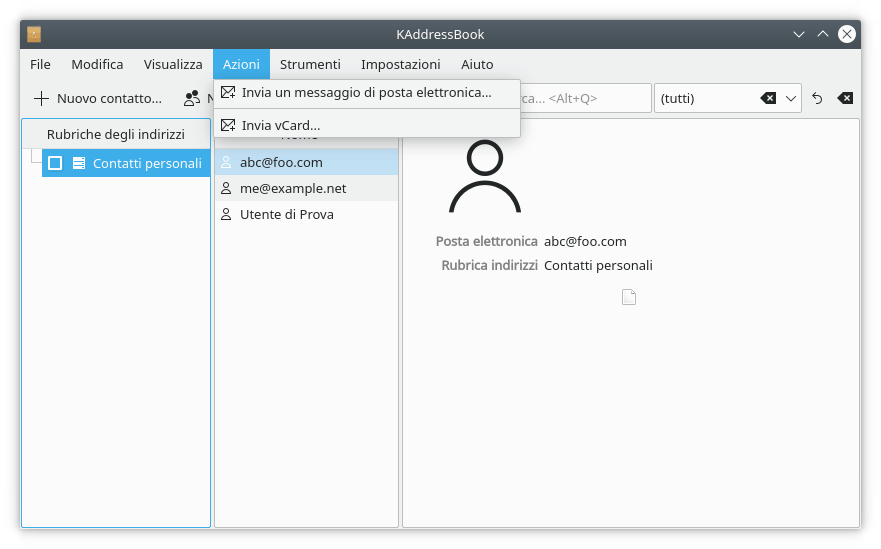 KAddressBook
File Modifica Visualizza Azioni Strumenti Impostazioni Aiuto
Nuovo contatto... <Alt+Q> (tutti)
Invia un messaggio di posta elettronica...
Invia vCard...
Rubriche degli indirizzi
Contatti personali
abc@foo.com
me@example.net
Utente di Prova
Posta elettronica abc@foo.com
Rubrica indirizzi Contatti personali